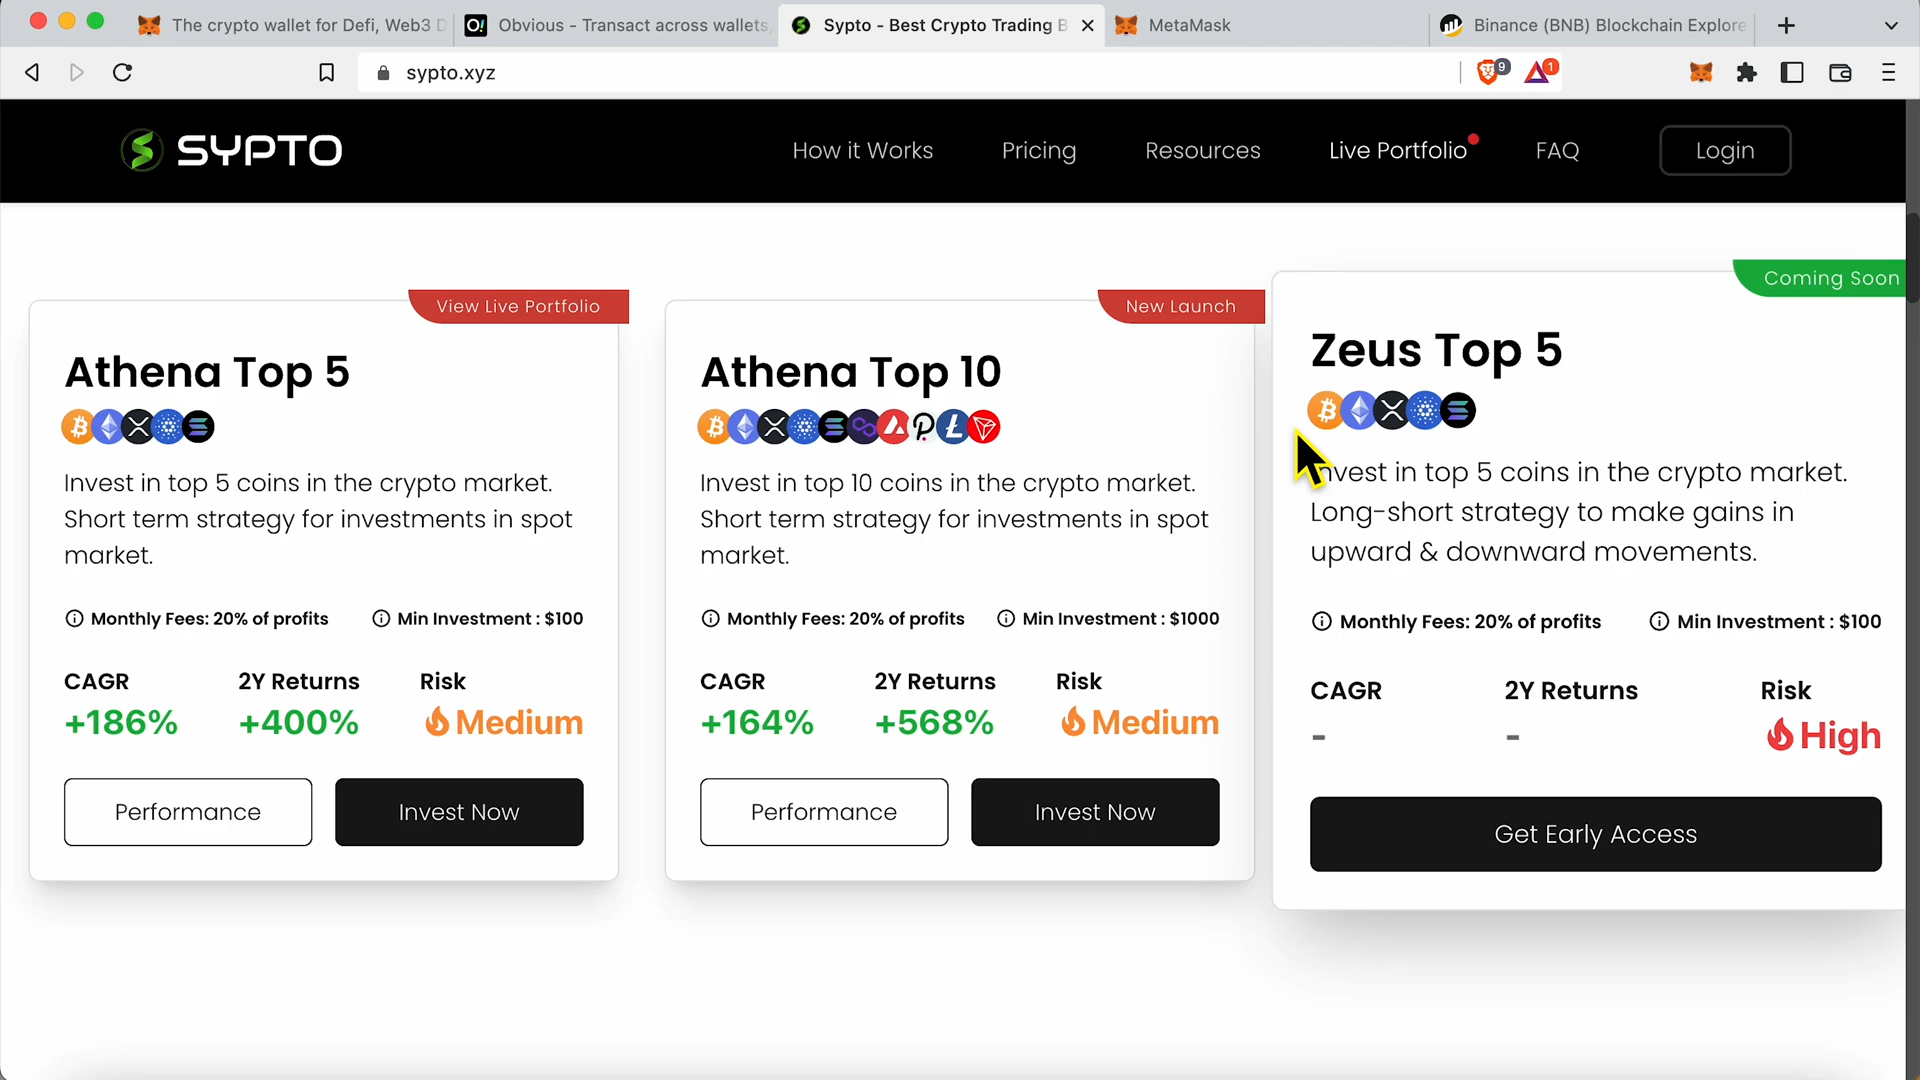 The crypto wallet for Defi, Web3 D
Obvious - Transact across wallets,
Sypto - Best Crypto Trading B
MetaMask
Binance (BNB) Blockchain Explore
sypto.xyz
9
1
SYPTO
How it Works
Pricing
Resources
Live Portfolio
FAQ
Login
View Live Portfolio
Athena Top 5
Invest in top 5 coins in the crypto market.
Short term strategy for investments in spot
market.
Monthly Fees: 20% of profits
Min Investment : $100
CAGR
2Y Returns
Risk
+186%
+400%
Medium
Performance
Invest Now
New Launch
Athena Top 10
Invest in top 10 coins in the crypto market.
Short term strategy for investments in spot
market.
Monthly Fees: 20% of profits
Min Investment : $1000
CAGR
2Y Returns
Risk
+164%
+568%
Medium
Performance
Invest Now
Coming Soon
Zeus Top 5
Invest in top 5 coins in the crypto market.
Long-short strategy to make gains in
upward & downward movements.
Monthly Fees: 20% of profits
Min Investment : $100
CAGR
2Y Returns
Risk
-
-
High
Get Early Access